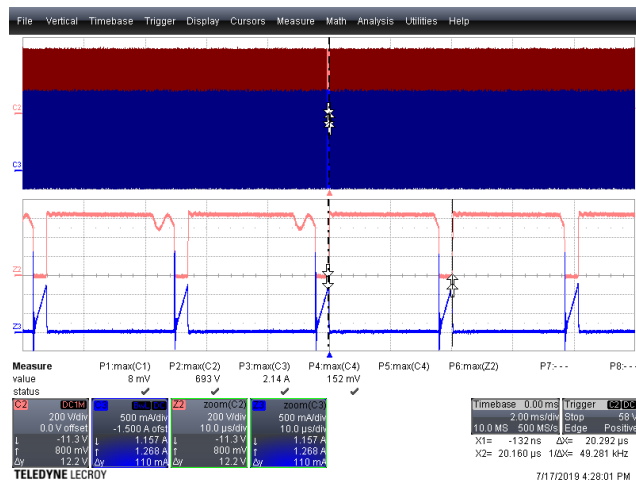 File Vertical Timebase Trigger Display Cursors Measure Math Analysis Utilities Help
C2
C3
Z2
Z3
Measure P1:max(C1) P2:max(C2) P3:max(C3) P4:max(C4) P5:max(C4) P6:max(Z2) P7:- - - P8:- -
value 8 mV 693 V 2.14 A 152 mV
status
C2 DC1M
200 V/div
0.0 V offset
-11.3 V
800 mV
Δy 12.2 V
500 mA/div
-1.500 A ofst
1.157 A
1.268 A
Δy 110 mA
Z2 zoom(C2)
200 V/div
10.0 µs/div
-11.3 V
800 mV
Δy 12.2 V
zoom(C3)
500 mA/div
10.0 µs/div
1.157 A
1.268 A
Δy 110 mA
Timebase 0.00 ms
2.00 ms/div
10.0 MS 500 MS/s
Trigger C2 DC
Stop 58 V
Edge Positive
X1= -132 ns ΔX= 20.292 µs
X2= 20.160 µs 1/ΔX= 49.281 kHz
TELEDYNE LECROY
7/17/2019 4:28:01 PM